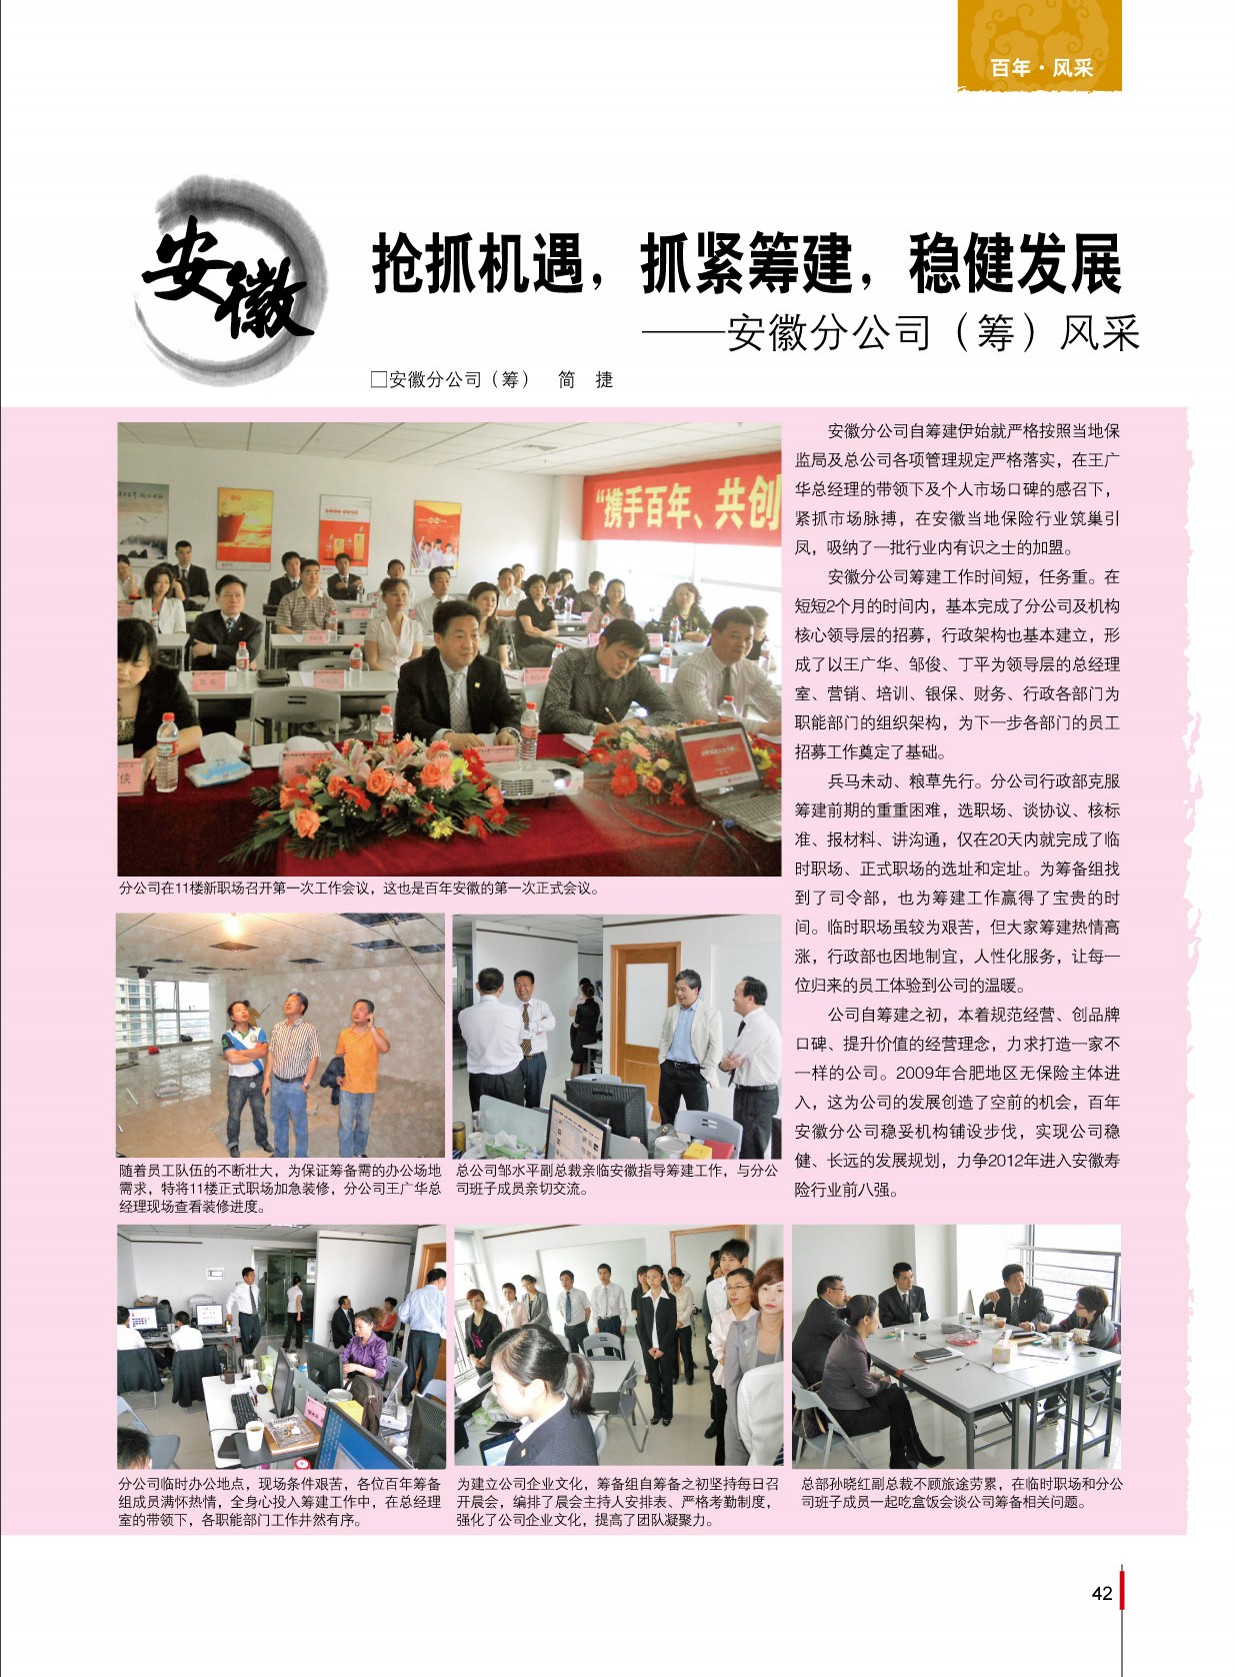 百年·风采
安徽
抢抓机遇，抓紧筹建，稳健发展
——安徽分公司（筹）风采
□安徽分公司（筹） 简 捷
“携手百年、共创
分公司在11楼新职场召开第一次工作会议，这也是百年安徽的第一次正式会议。
随着员工队伍的不断壮大，为保证筹备需的办公场地
需求，特将11楼正式职场加急装修，分公司王广华总
经理现场查看装修进度。
总公司邹水平副总裁亲临安徽指导筹建工作，与分公
司班子成员亲切交流。
安徽分公司自筹建伊始就严格按照当地保
监局及总公司各项管理规定严格落实，在王广
华总经理的带领下及个人市场口碑的感召下，
紧抓市场脉搏，在安徽当地保险行业筑巢引
凤，吸纳了一批行业内有识之士的加盟。
安徽分公司筹建工作时间短，任务重。在
短短2个月的时间内，基本完成了分公司及机构
核心领导层的招募，行政架构也基本建立，形
成了以王广华、邹俊、丁平为领导层的总经理
室、营销、培训、银保、财务、行政各部门为
职能部门的组织架构，为下一步各部门的员工
招募工作奠定了基础。
兵马未动、粮草先行。分公司行政部克服
筹建前期的重重困难，选职场、谈协议、核标
准、报材料、讲沟通，仅在20天内就完成了临
时职场、正式职场的选址和定址。为筹备组找
到了司令部，也为筹建工作赢得了宝贵的时
间。临时职场虽较为艰苦，但大家筹建热情高
涨，行政部也因地制宜，人性化服务，让每一
位归来的员工体验到公司的温暖。
公司自筹建之初，本着规范经营、创品牌
口碑、提升价值的经营理念，力求打造一家不
一样的公司。2009年合肥地区无保险主体进
入，这为公司的发展创造了空前的机会，百年
安徽分公司稳妥机构铺设步伐，实现公司稳
健、长远的发展规划，力争2012年进入安徽寿
险行业前八强。
分公司临时办公地点，现场条件艰苦，各位百年筹备
组成员满怀热情，全身心投入筹建工作中，在总经理
室的带领下，各职能部门工作井然有序。
为建立公司企业文化，筹备组自筹备之初坚持每日召
开晨会，编排了晨会主持人安排表、严格考勤制度，
强化了公司企业文化，提高了团队凝聚力。
总部孙晓红副总裁不顾旅途劳累，在临时职场和分公
司班子成员一起吃盒饭会谈公司筹备相关问题。
42